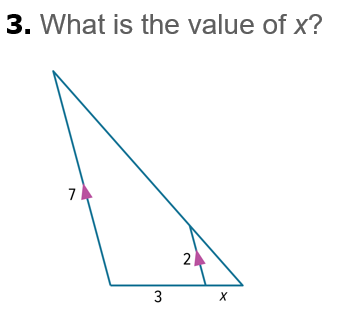 3. What is the value of x?
7
2
3 x